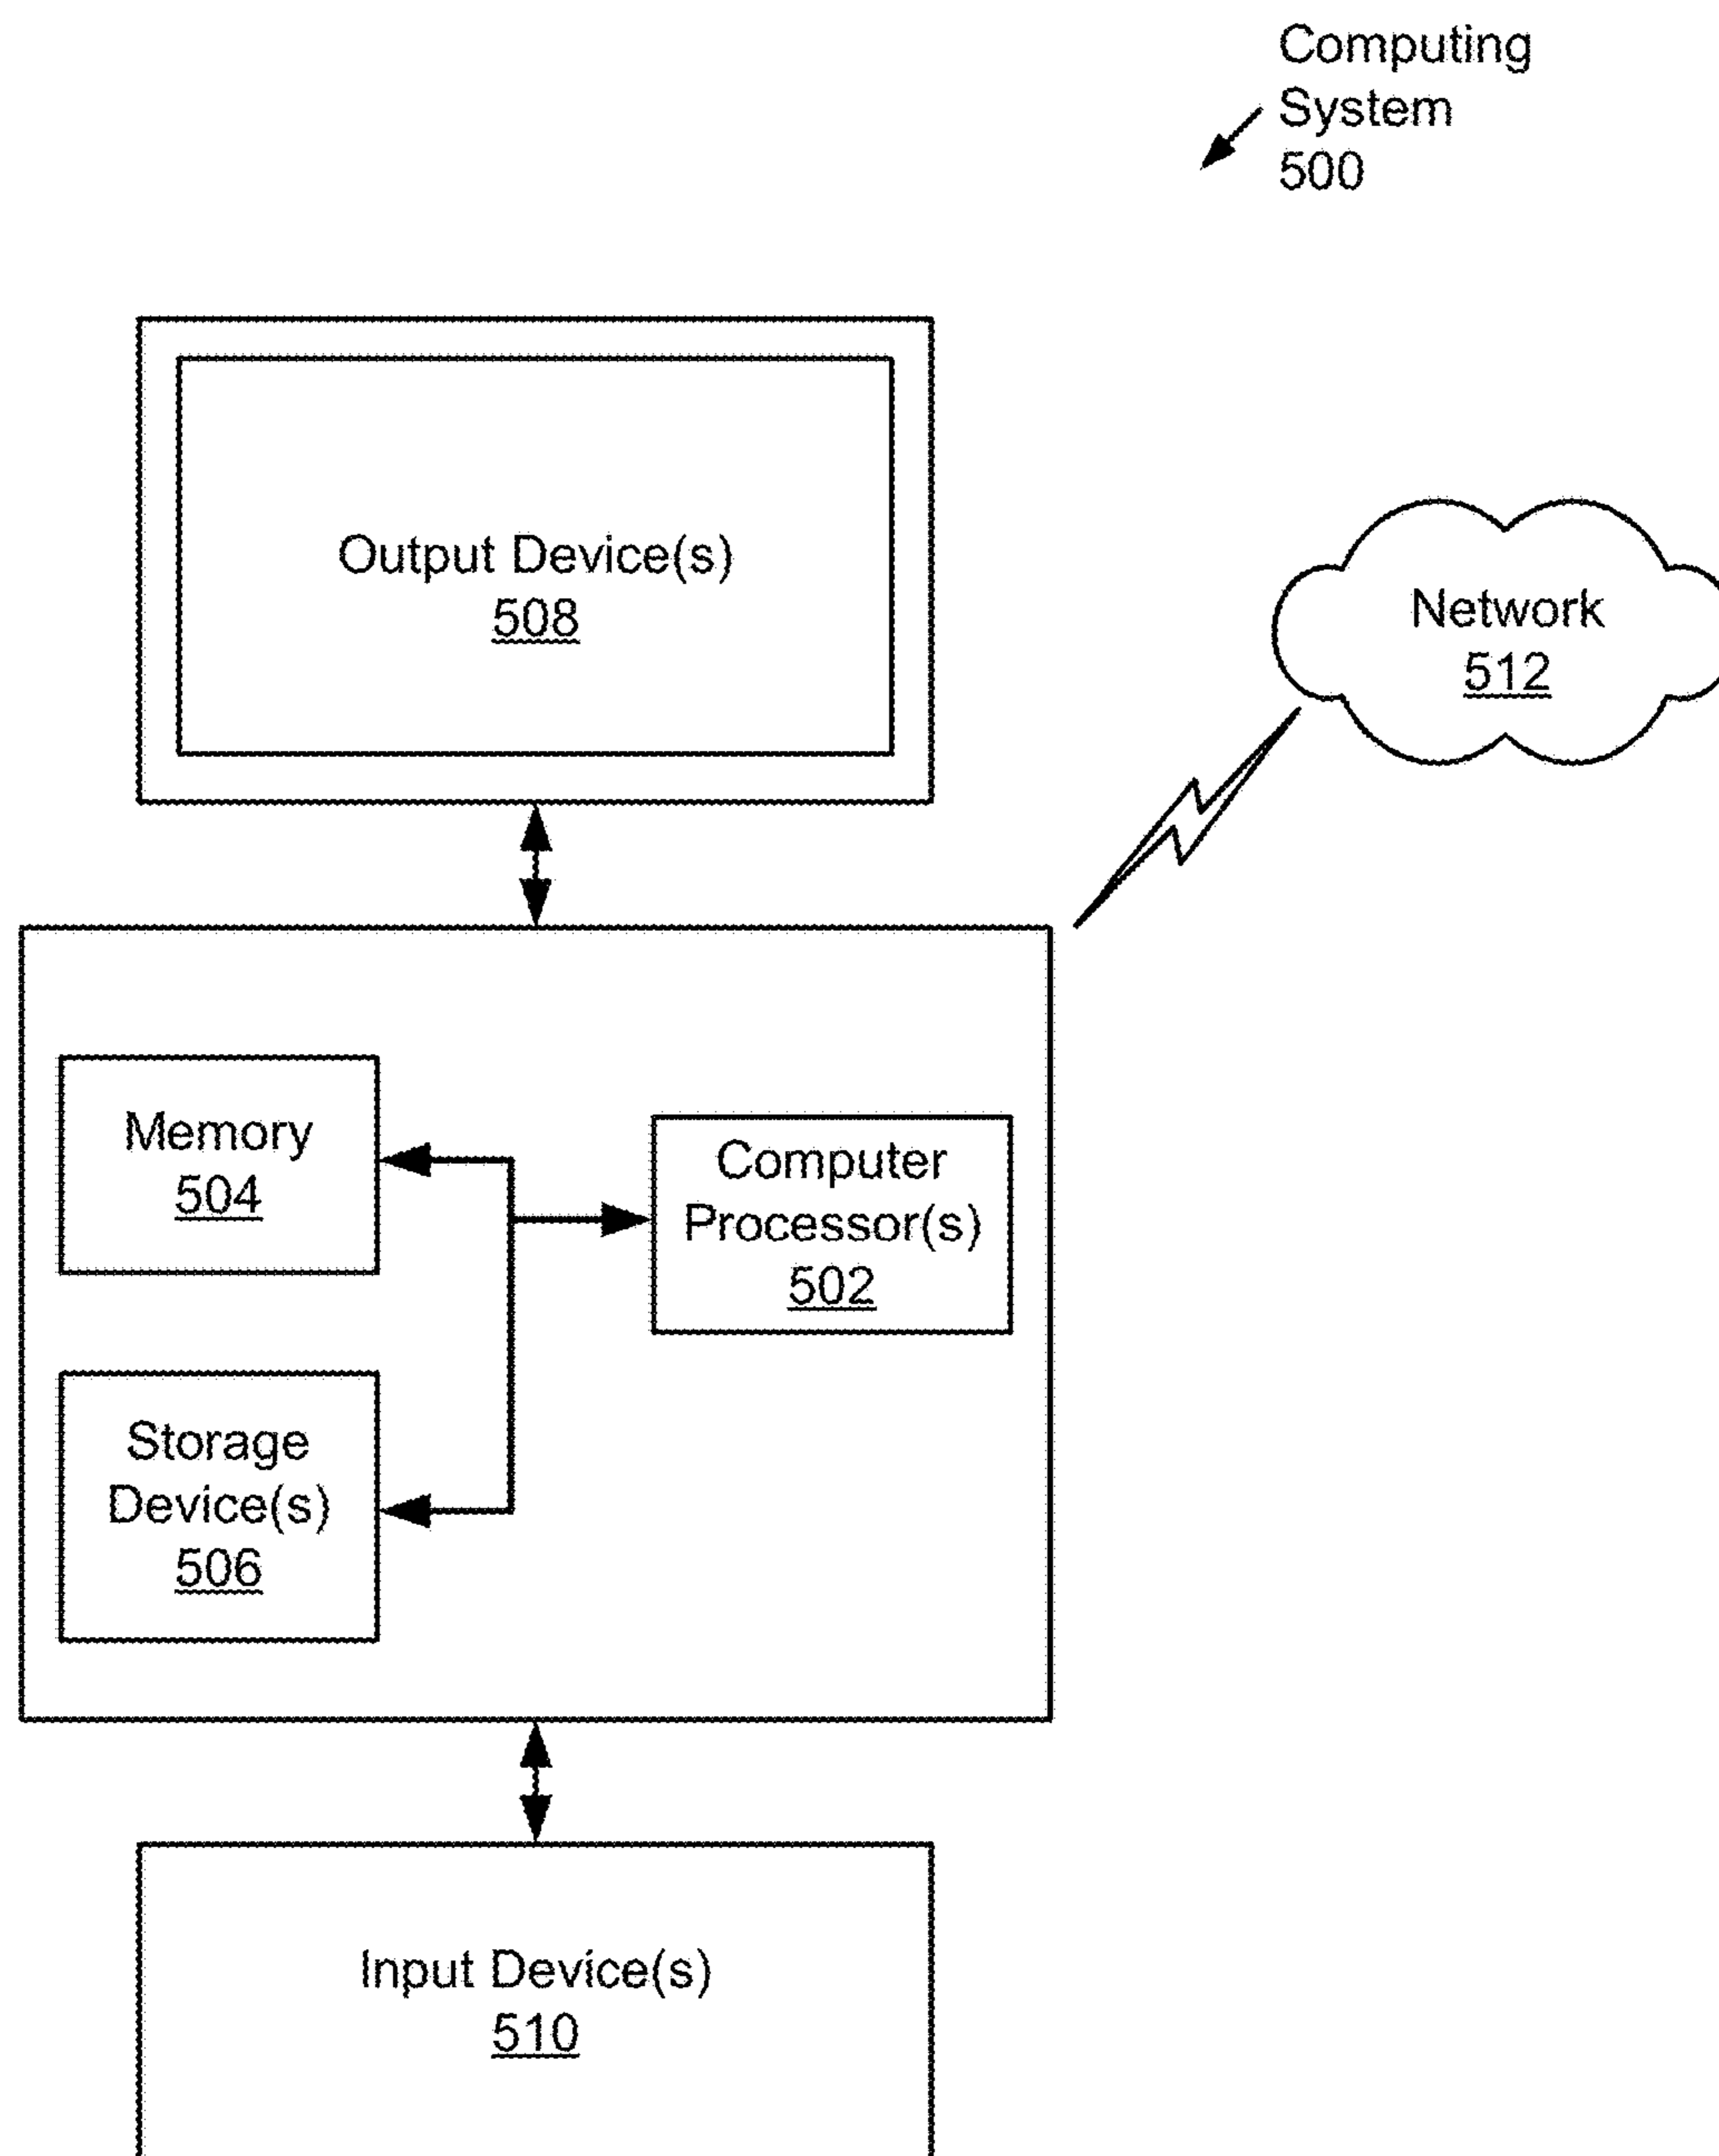 Computing
System
500
Output Device(s)
508
Network
512
Memory
504
Computer
Processor(s)
502
Storage
Device(s)
506
Input Device(s)
510